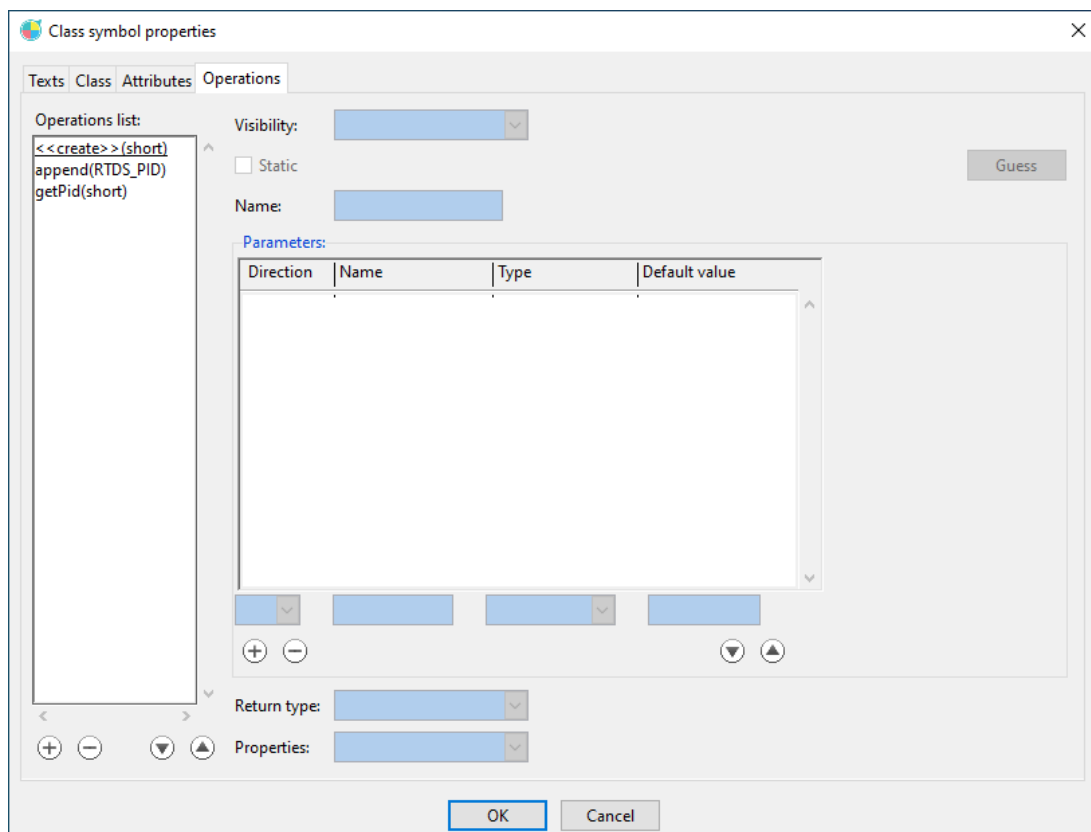 Class symbol properties
Texts Class Attributes Operations
Operations list:
<<create>>(short)
append(RTDS_PID)
getPid(short)
Visibility:
Static
Guess
Name:
Parameters:
Direction Name Type Default value
Return type:
Properties:
OK Cancel